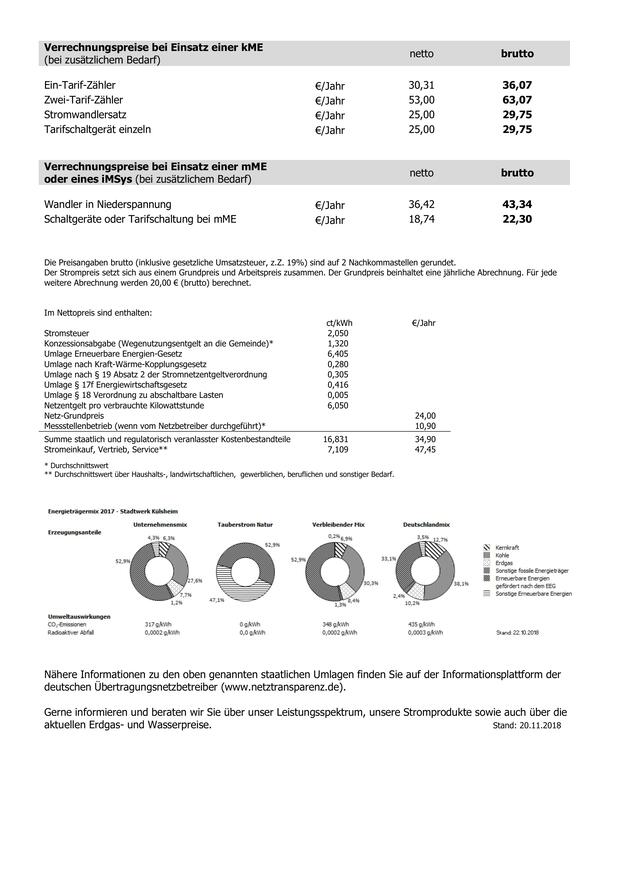 Verrechnungspreise bei Einsatz einer kME
(bei zusätzlichem Bedarf) netto brutto
Ein-Tarif-Zähler €/Jahr 30,31 36,07
Zwei-Tarif-Zähler €/Jahr 53,00 63,07
Stromwandlersatz €/Jahr 25,00 29,75
Tarifschaltgerät einzeln €/Jahr 25,00 29,75
Verrechnungspreise bei Einsatz einer mME
oder eines iMSys (bei zusätzlichem Bedarf) netto brutto
Wandler in Niederspannung €/Jahr 36,42 43,34
Schaltgeräte oder Tarifschaltung bei mME €/Jahr 18,74 22,30
Die Preisangaben brutto (inklusive gesetzliche Umsatzsteuer, z.Z. 19%) sind auf 2 Nachkommastellen gerundet.
Der Strompreis setzt sich aus einem Grundpreis und Arbeitspreis zusammen. Der Grundpreis beinhaltet eine jährliche Abrechnung. Für jede
weitere Abrechnung werden 20,00 € (brutto) berechnet.
Im Nettopreis sind enthalten:
ct/kWh €/Jahr
Stromsteuer 2,050
Konzessionsabgabe (Wegenutzungsentgelt an die Gemeinde)* 1,320
Umlage Erneuerbare Energien-Gesetz 6,405
Umlage nach Kraft-Wärme-Kopplungsgesetz 0,280
Umlage nach § 19 Absatz 2 der Stromnetzentgeltverordnung 0,305
Umlage § 17f Energiewirtschaftsgesetz 0,416
Umlage § 18 Verordnung zu abschaltbare Lasten 0,005
Netzentgelt pro verbrauchte Kilowattstunde 6,050
Netz-Grundpreis 24,00
Messstellenbetrieb (wenn vom Netzbetreiber durchgeführt)* 10,90
Summe staatlich und regulatorisch veranlasster Kostenbestandteile 16,831 34,90
Stromeinkauf, Vertrieb, Service** 7,109 47,45
* Durchschnittswert
** Durchschnittswert über Haushalts-, landwirtschaftlichen, gewerblichen, beruflichen und sonstiger Bedarf.
Energieträgermix 2017 - Stadtwerk Külsheim
Unternehmensmix Tauberstrom Natur Verbleibender Mix Deutschlandmix
Erzeugungsanteile
4,3% 6,3% 52,9% 27,6% 7,7% 1,2%
52,9% 47,1%
0,2% 6,9% 52,9% 30,3% 8,4% 1,3%
3,5% 12,7% 33,1% 38,1% 2,4% 10,2%
Kernkraft
Kohle
Erdgas
Sonstige fossile Energieträger
Erneuerbare Energien
gefördert nach dem EEG
Sonstige Erneuerbare Energien
Umweltauswirkungen
CO₂-Emissionen 317 g/kWh 0 g/kWh 348 g/kWh 435 g/kWh
Radioaktiver Abfall 0,0002 g/kWh 0,0 g/kWh 0,0002 g/kWh 0,0003 g/kWh Stand: 22.10.2018
Nähere Informationen zu den oben genannten staatlichen Umlagen finden Sie auf der Informationsplattform der
deutschen Übertragungsnetzbetreiber (www.netztransparenz.de).
Gerne informieren und beraten wir Sie über unser Leistungsspektrum, unsere Stromprodukte sowie auch über die
aktuellen Erdgas- und Wasserpreise. Stand: 20.11.2018